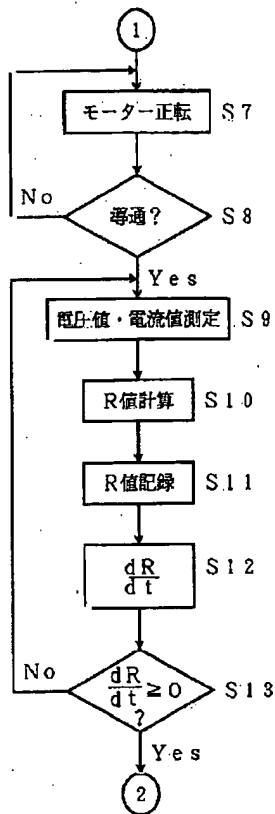 1
モーター正転 S7
No
導通? S8
Yes
電圧値・電流値測定 S9
R値計算 S10
R値記録 S11
dR
dt
S12
No
dR
dt
≧0
?
S13
Yes
2